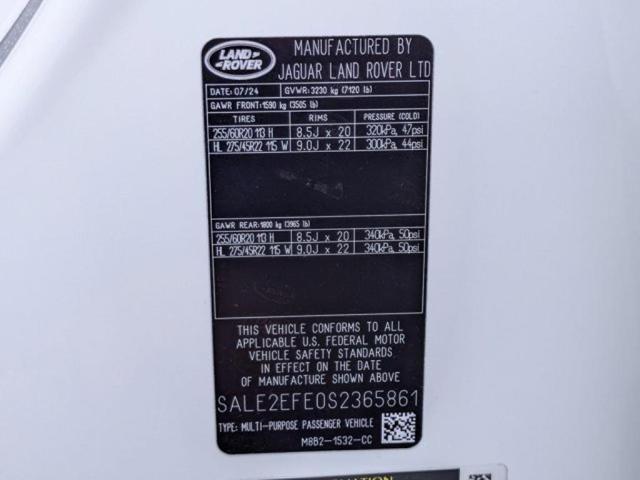 LAND ROVER
MANUFACTURED BY
JAGUAR LAND ROVER LTD
DATE: 07/24 GVWR: 3230 kg (7120 lb)
GAWR FRONT: 1590 kg (3505 lb)
TIRES RIMS PRESSURE (COLD)
255/60R20 113 H 8.5J x 20 320kPa, 47psi
HL 275/45R22 115 W 9.0J x 22 300kPa, 44psi
GAWR REAR: 1800 kg (3965 lb)
255/60R20 113 H 8.5J x 20 340kPa, 50psi
HL 275/45R22 115 W 9.0J x 22 340kPa, 50psi
THIS VEHICLE CONFORMS TO ALL
APPLICABLE U.S. FEDERAL MOTOR
VEHICLE SAFETY STANDARDS
IN EFFECT ON THE DATE OF
MANUFACTURE SHOWN ABOVE
SALE2EFE0S2365861
TYPE: MULTI-PURPOSE PASSENGER VEHICLE
M8B2-1532-CC